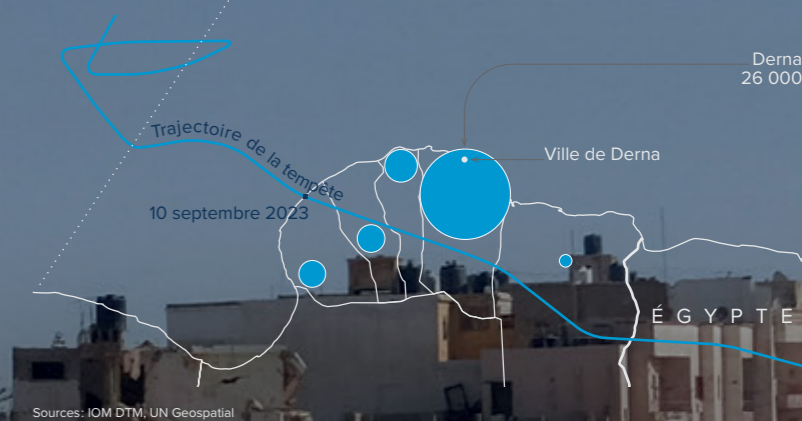 Derna
26 000
Trajectoire de la tempête
Ville de Derna
10 septembre 2023
ÉGYPTE
Sources: IOM DTM, UN Geospatial